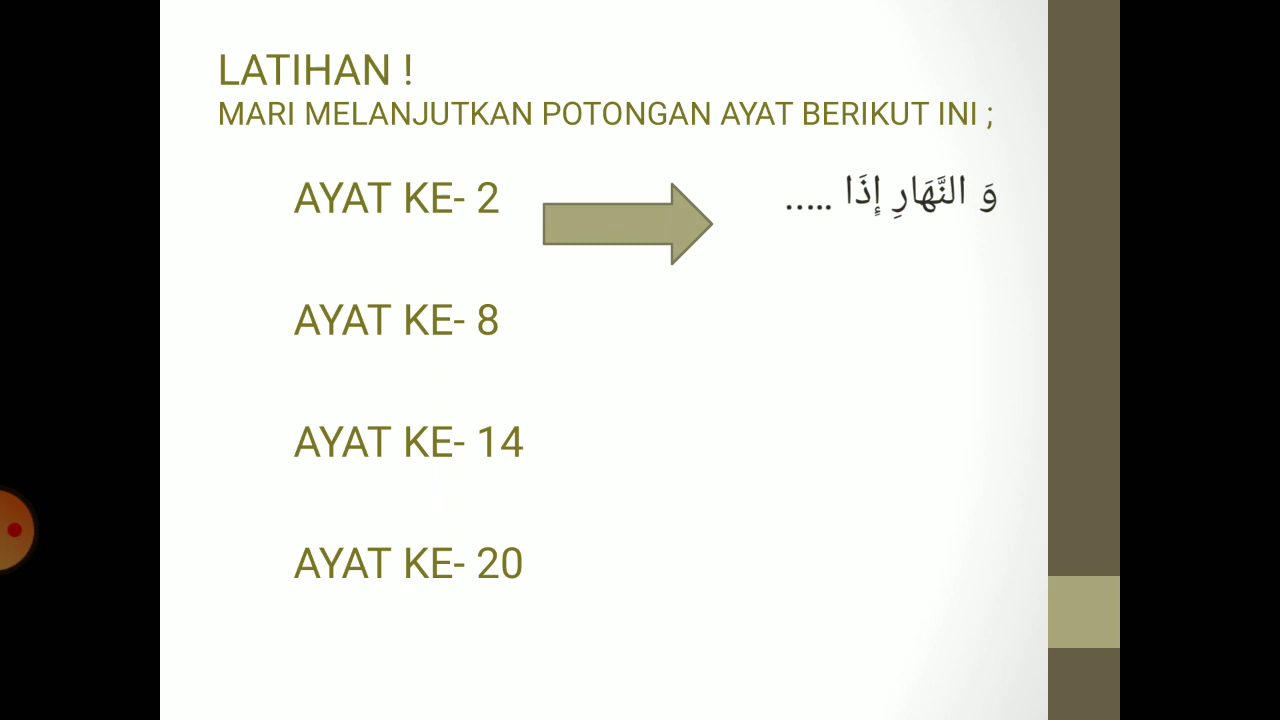 LATIHAN !
MARI MELANJUTKAN POTONGAN AYAT BERIKUT INI ;
AYAT KE- 2
وَ النَّهَارِ إِذَا .....
AYAT KE- 8
AYAT KE- 14
AYAT KE- 20